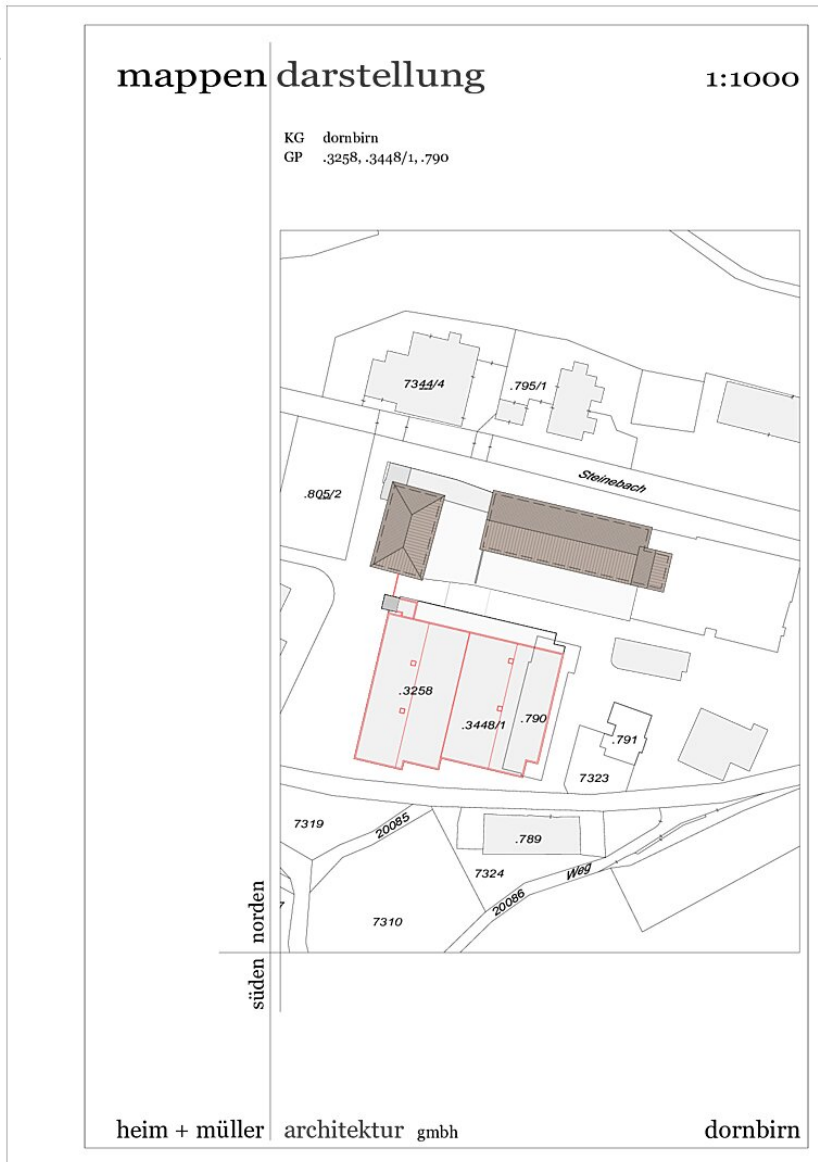 mappen darstellung 1:1000
KG dornbirn
GP .3258, .3448/1, .790
7344/4
.795/1
Steinebach
.805/2
.3258
.3448/1
.790
.791
7323
7319
20085
.789
7324
Weg
20086
7
7310
süden norden
heim + müller architektur gmbh dornbirn